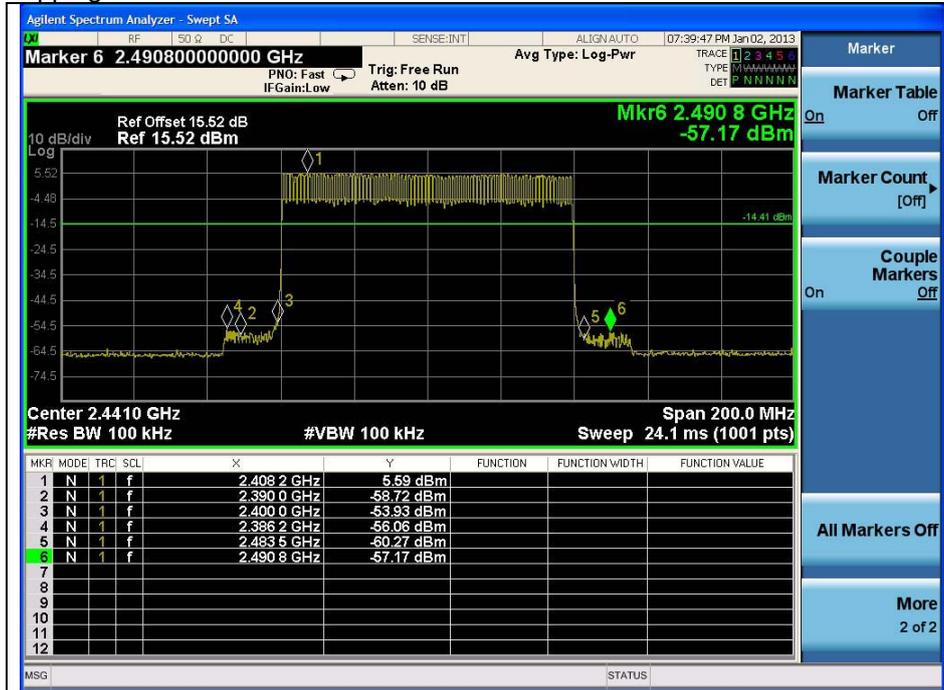 Agilent Spectrum Analyzer - Swept SA
LXI RF 50 Ω DC SENSE:INT ALIGN AUTO 07:39:47 PM Jan 02, 2013
Marker 6 2.490800000000 GHz
PNO: Fast
IFGain:Low
Trig: Free Run
Atten: 10 dB
Avg Type: Log-Pwr
TRACE 1 2 3 4 5 6
TYPE M
DET P N N N N N
Mkr6 2.490 8 GHz
-57.17 dBm
Ref Offset 15.52 dB
10 dB/div Ref 15.52 dBm
Log
5.52
-4.48
-14.5
-24.5
-34.5
-44.5
-54.5
-64.5
-74.5
1
-14.41 dBm
4 2 3
5 6
Center 2.4410 GHz Span 200.0 MHz
#Res BW 100 kHz #VBW 100 kHz Sweep 24.1 ms (1001 pts)
MKR MODE TRC SCL X Y FUNCTION FUNCTION WIDTH FUNCTION VALUE
1 N 1 f 2.408 2 GHz 5.59 dBm
2 N 1 f 2.390 0 GHz -58.72 dBm
3 N 1 f 2.400 0 GHz -53.93 dBm
4 N 1 f 2.386 2 GHz -56.06 dBm
5 N 1 f 2.483 5 GHz -60.27 dBm
6 N 1 f 2.490 8 GHz -57.17 dBm
7
8
9
10
11
12
MSG STATUS
Marker
Marker Table
On Off
Marker Count
[Off]
Couple
Markers
On Off
All Markers Off
More
2 of 2